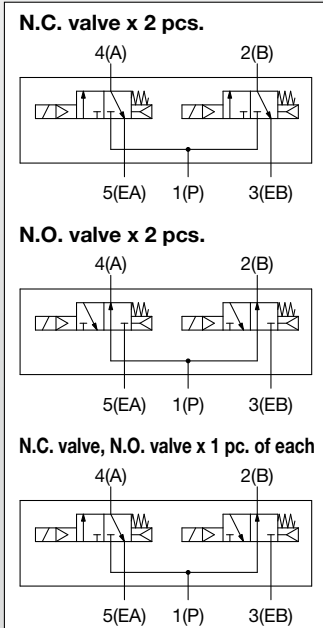 N.C. valve x 2 pcs.
4(A) 2(B)
5(EA) 1(P) 3(EB)
N.O. valve x 2 pcs.
4(A) 2(B)
5(EA) 1(P) 3(EB)
N.C. valve, N.O. valve x 1 pc. of each
4(A) 2(B)
5(EA) 1(P) 3(EB)